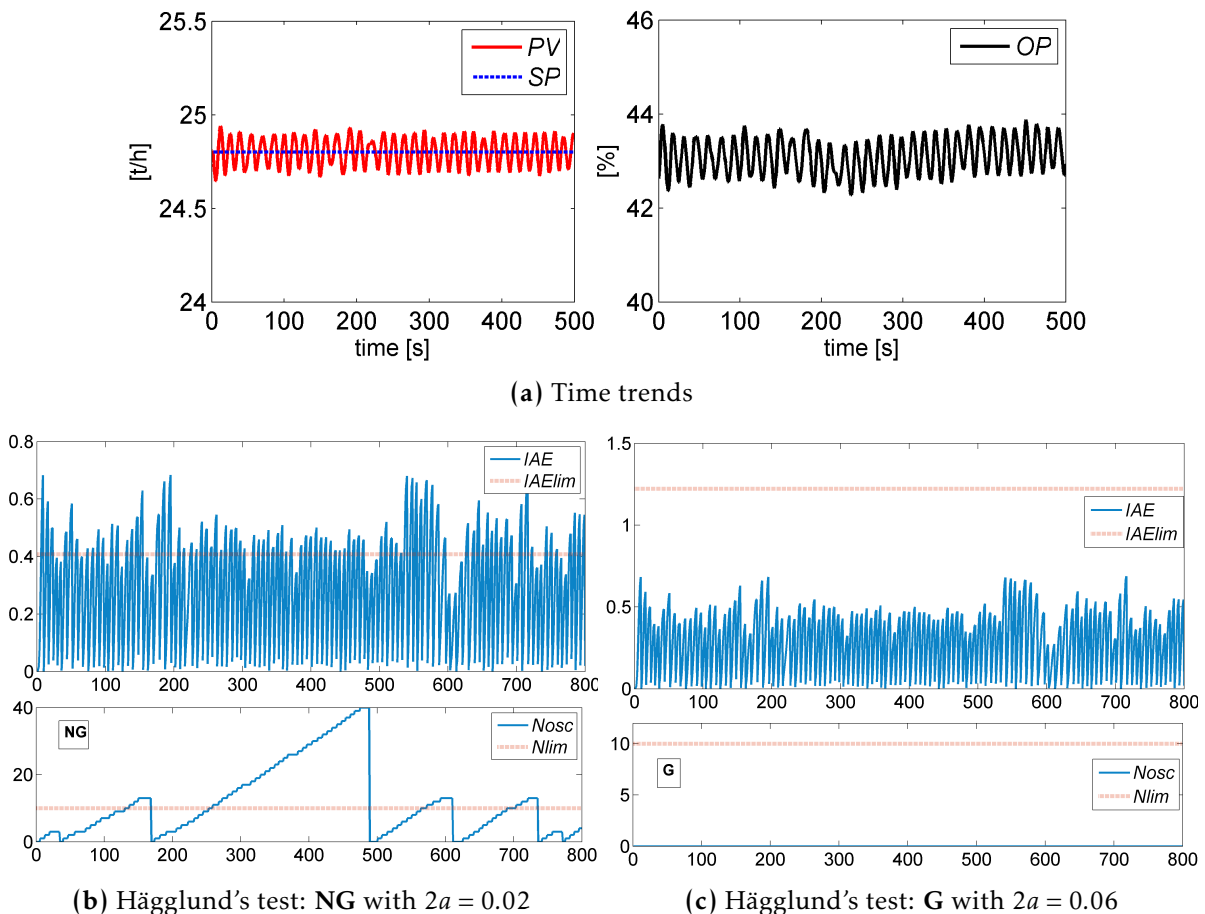 25.5
25
24.5
24
[t/h]
PV
SP
0 100 200 300 400 500
time [s]
46
44
42
40
[%]
OP
0 100 200 300 400 500
time [s]
(a) Time trends
0.8
0.6
0.4
0.2
0
IAE
IAElim
0 100 200 300 400 500 600 700 800
40
20
0
NG
Nosc
Nlim
0 100 200 300 400 500 600 700 800
(b) Hägglund's test: NG with 2a = 0.02
1.5
1
0.5
0
IAE
IAElim
0 100 200 300 400 500 600 700 800
10
5
0
G
Nosc
Nlim
0 100 200 300 400 500 600 700 800
(c) Hägglund's test: G with 2a = 0.06